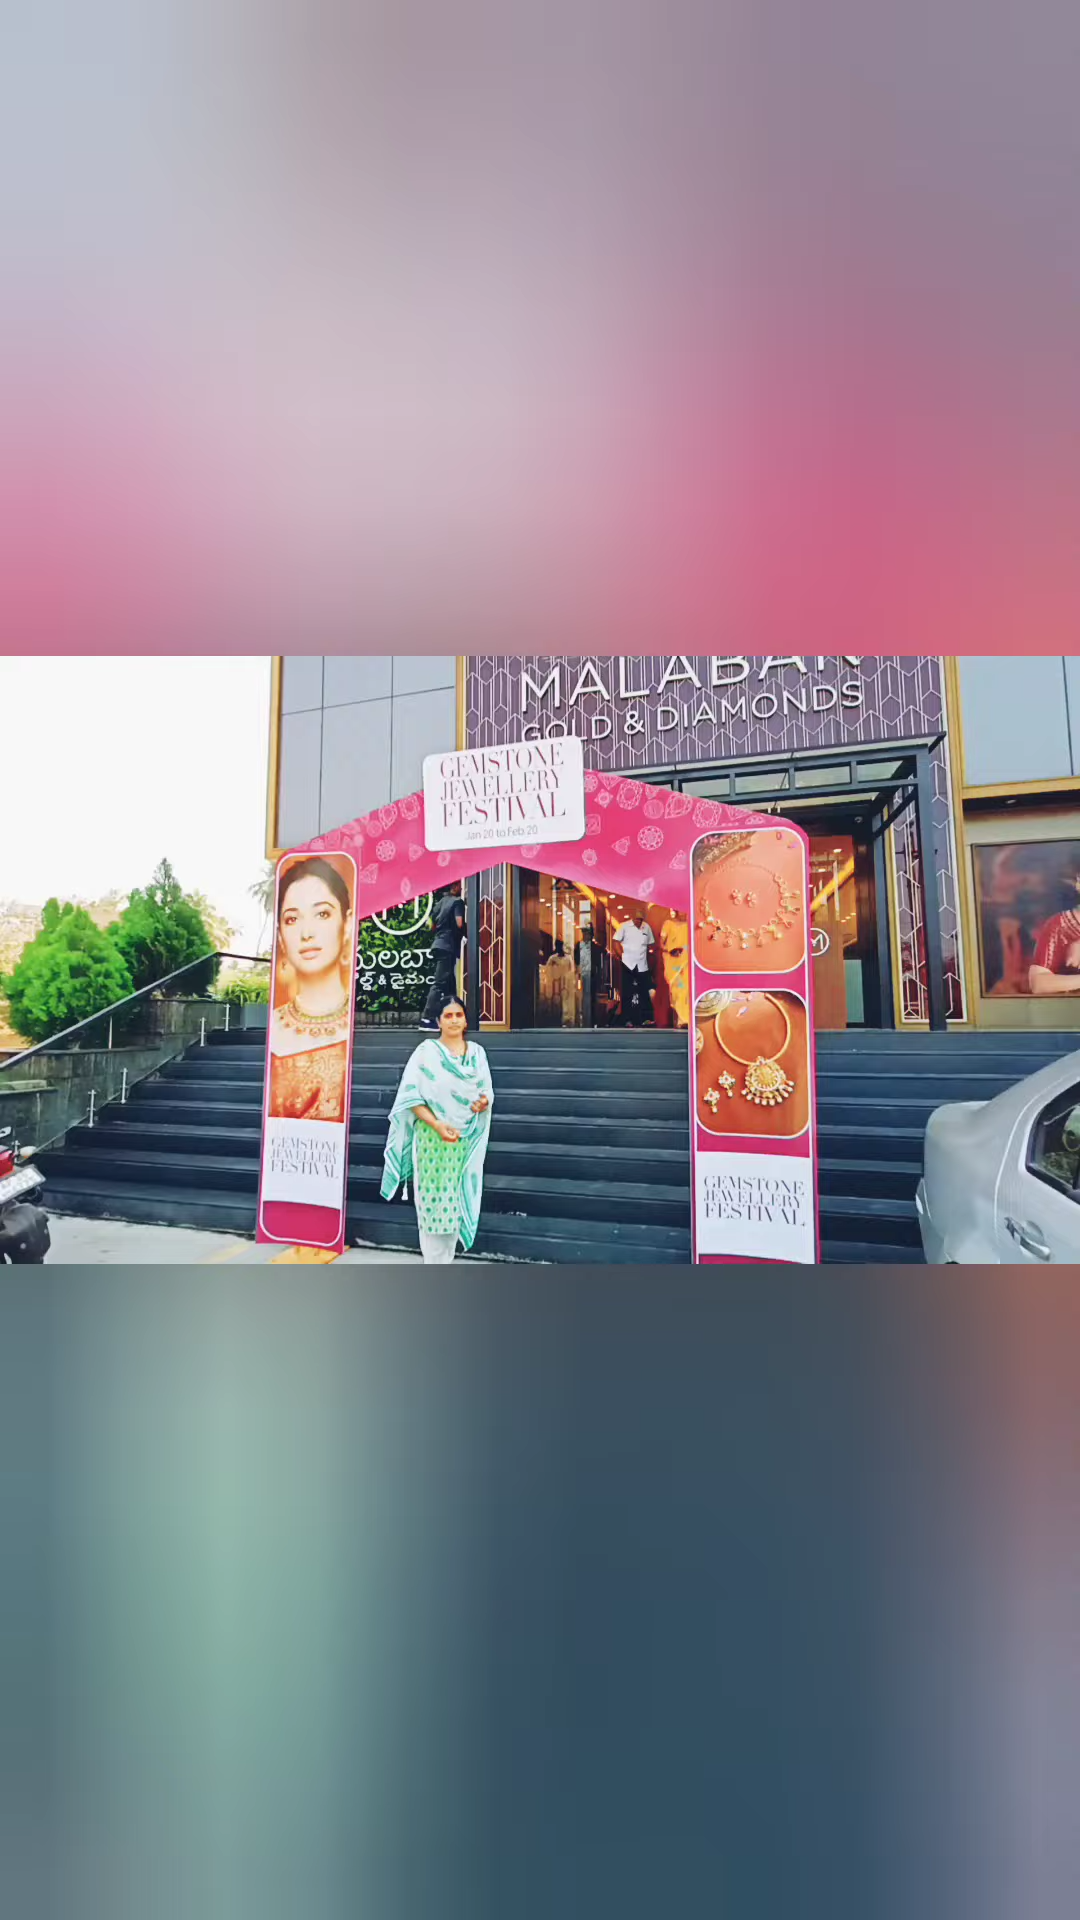 MALABAR
GOLD & DIAMONDS
GEMSTONE
JEWELLERY
FESTIVAL
Jan 20 to Feb 20
GEMSTONE
JEWELLERY
FESTIVAL
GEMSTONE
JEWELLERY
FESTIVAL